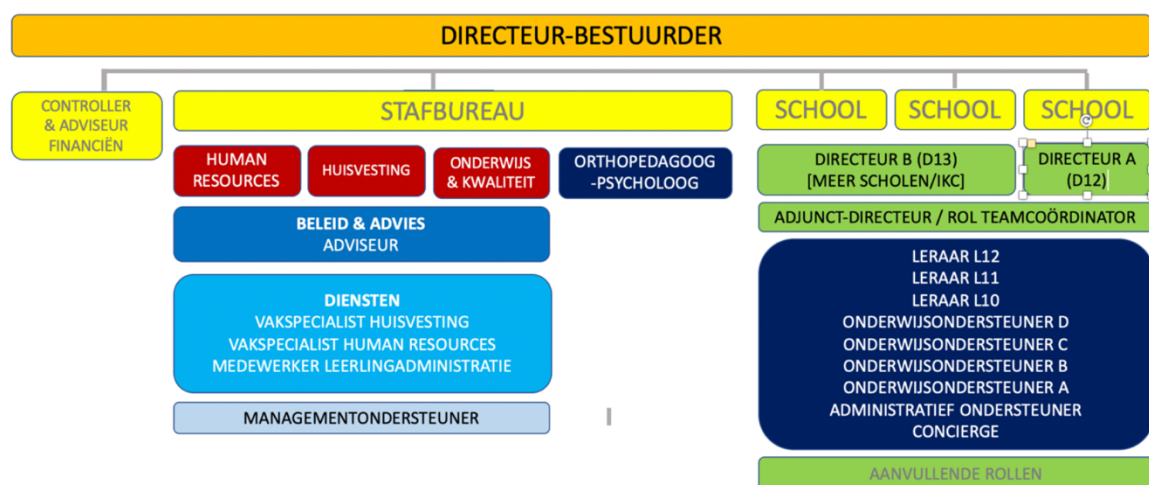 DIRECTEUR-BESTUURDER
CONTROLLER
& ADVISEUR
FINANCIËN
STAFBUREAU
SCHOOL
SCHOOL
SCHOOL
HUMAN
RESOURCES
HUISVESTING
ONDERWIJS
& KWALITEIT
ORTHOPEDAGOOG
-PSYCHOLOOG
DIRECTEUR B (D13)
[MEER SCHOLEN/IKC]
DIRECTEUR A
(D12)
BELEID & ADVIES
ADVISEUR
ADJUNCT-DIRECTEUR / ROL TEAMCOÖRDINATOR
DIENSTEN
VAKSPECIALIST HUISVESTING
VAKSPECIALIST HUMAN RESOURCES
MEDEWERKER LEERLINGADMINISTRATIE
MANAGEMENTONDERSTEUNER
LERAAR L12
LERAAR L11
LERAAR L10
ONDERWIJSONDERSTEUNER D
ONDERWIJSONDERSTEUNER C
ONDERWIJSONDERSTEUNER B
ONDERWIJSONDERSTEUNER A
ADMINISTRATIEF ONDERSTEUNER
CONCIERGE
AANVULLENDE ROLLEN